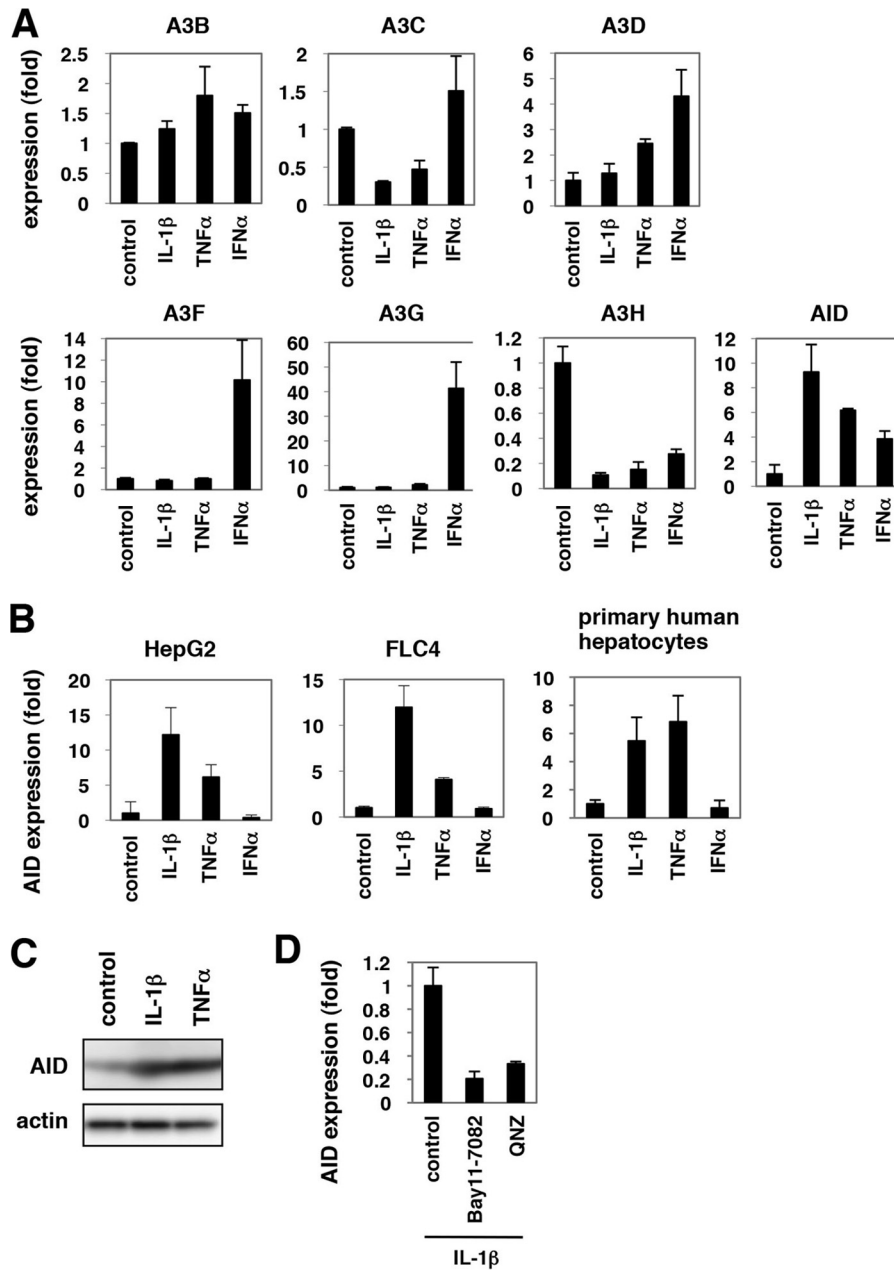 A
A3B
A3C
A3D
expression (fold)
2.5
2
1.5
1
0.5
0
control
IL-1β
TNFα
IFNα
2
1.5
1
0.5
0
control
IL-1β
TNFα
IFNα
6
5
4
3
2
1
0
control
IL-1β
TNFα
IFNα
A3F
A3G
A3H
AID
expression (fold)
14
12
10
8
6
4
2
0
control
IL-1β
TNFα
IFNα
60
50
40
30
20
10
0
control
IL-1β
TNFα
IFNα
1.2
1
0.8
0.6
0.4
0.2
0
control
IL-1β
TNFα
IFNα
12
10
8
6
4
2
0
control
IL-1β
TNFα
IFNα
B
HepG2
FLC4
primary human
hepatocytes
AID expression (fold)
20
15
10
5
0
control
IL-1β
TNFα
IFNα
15
10
5
0
control
IL-1β
TNFα
IFNα
10
8
6
4
2
0
control
IL-1β
TNFα
IFNα
C
control
IL-1β
TNFα
AID
actin
D
AID expression (fold)
1.2
1
0.8
0.6
0.4
0.2
0
control
Bay11-7082
QNZ
IL-1β